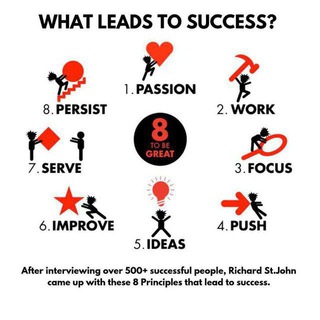 WHAT LEADS TO SUCCESS?
1. PASSION
2. WORK
3. FOCUS
4. PUSH
5. IDEAS
6. IMPROVE
7. SERVE
8. PERSIST
8
TO BE
GREAT
After interviewing over 500+ successful people, Richard St.John
came up with these 8 Principles that lead to success.